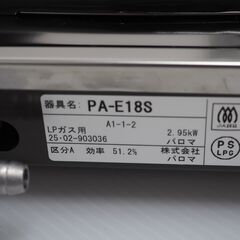 器具名: PA-E18S
A1-1-2
LPガス用 2.95kW
25・02-903036 パロマ
区分A 効率 51.2% 株式会社
パロマ
PS
LPG